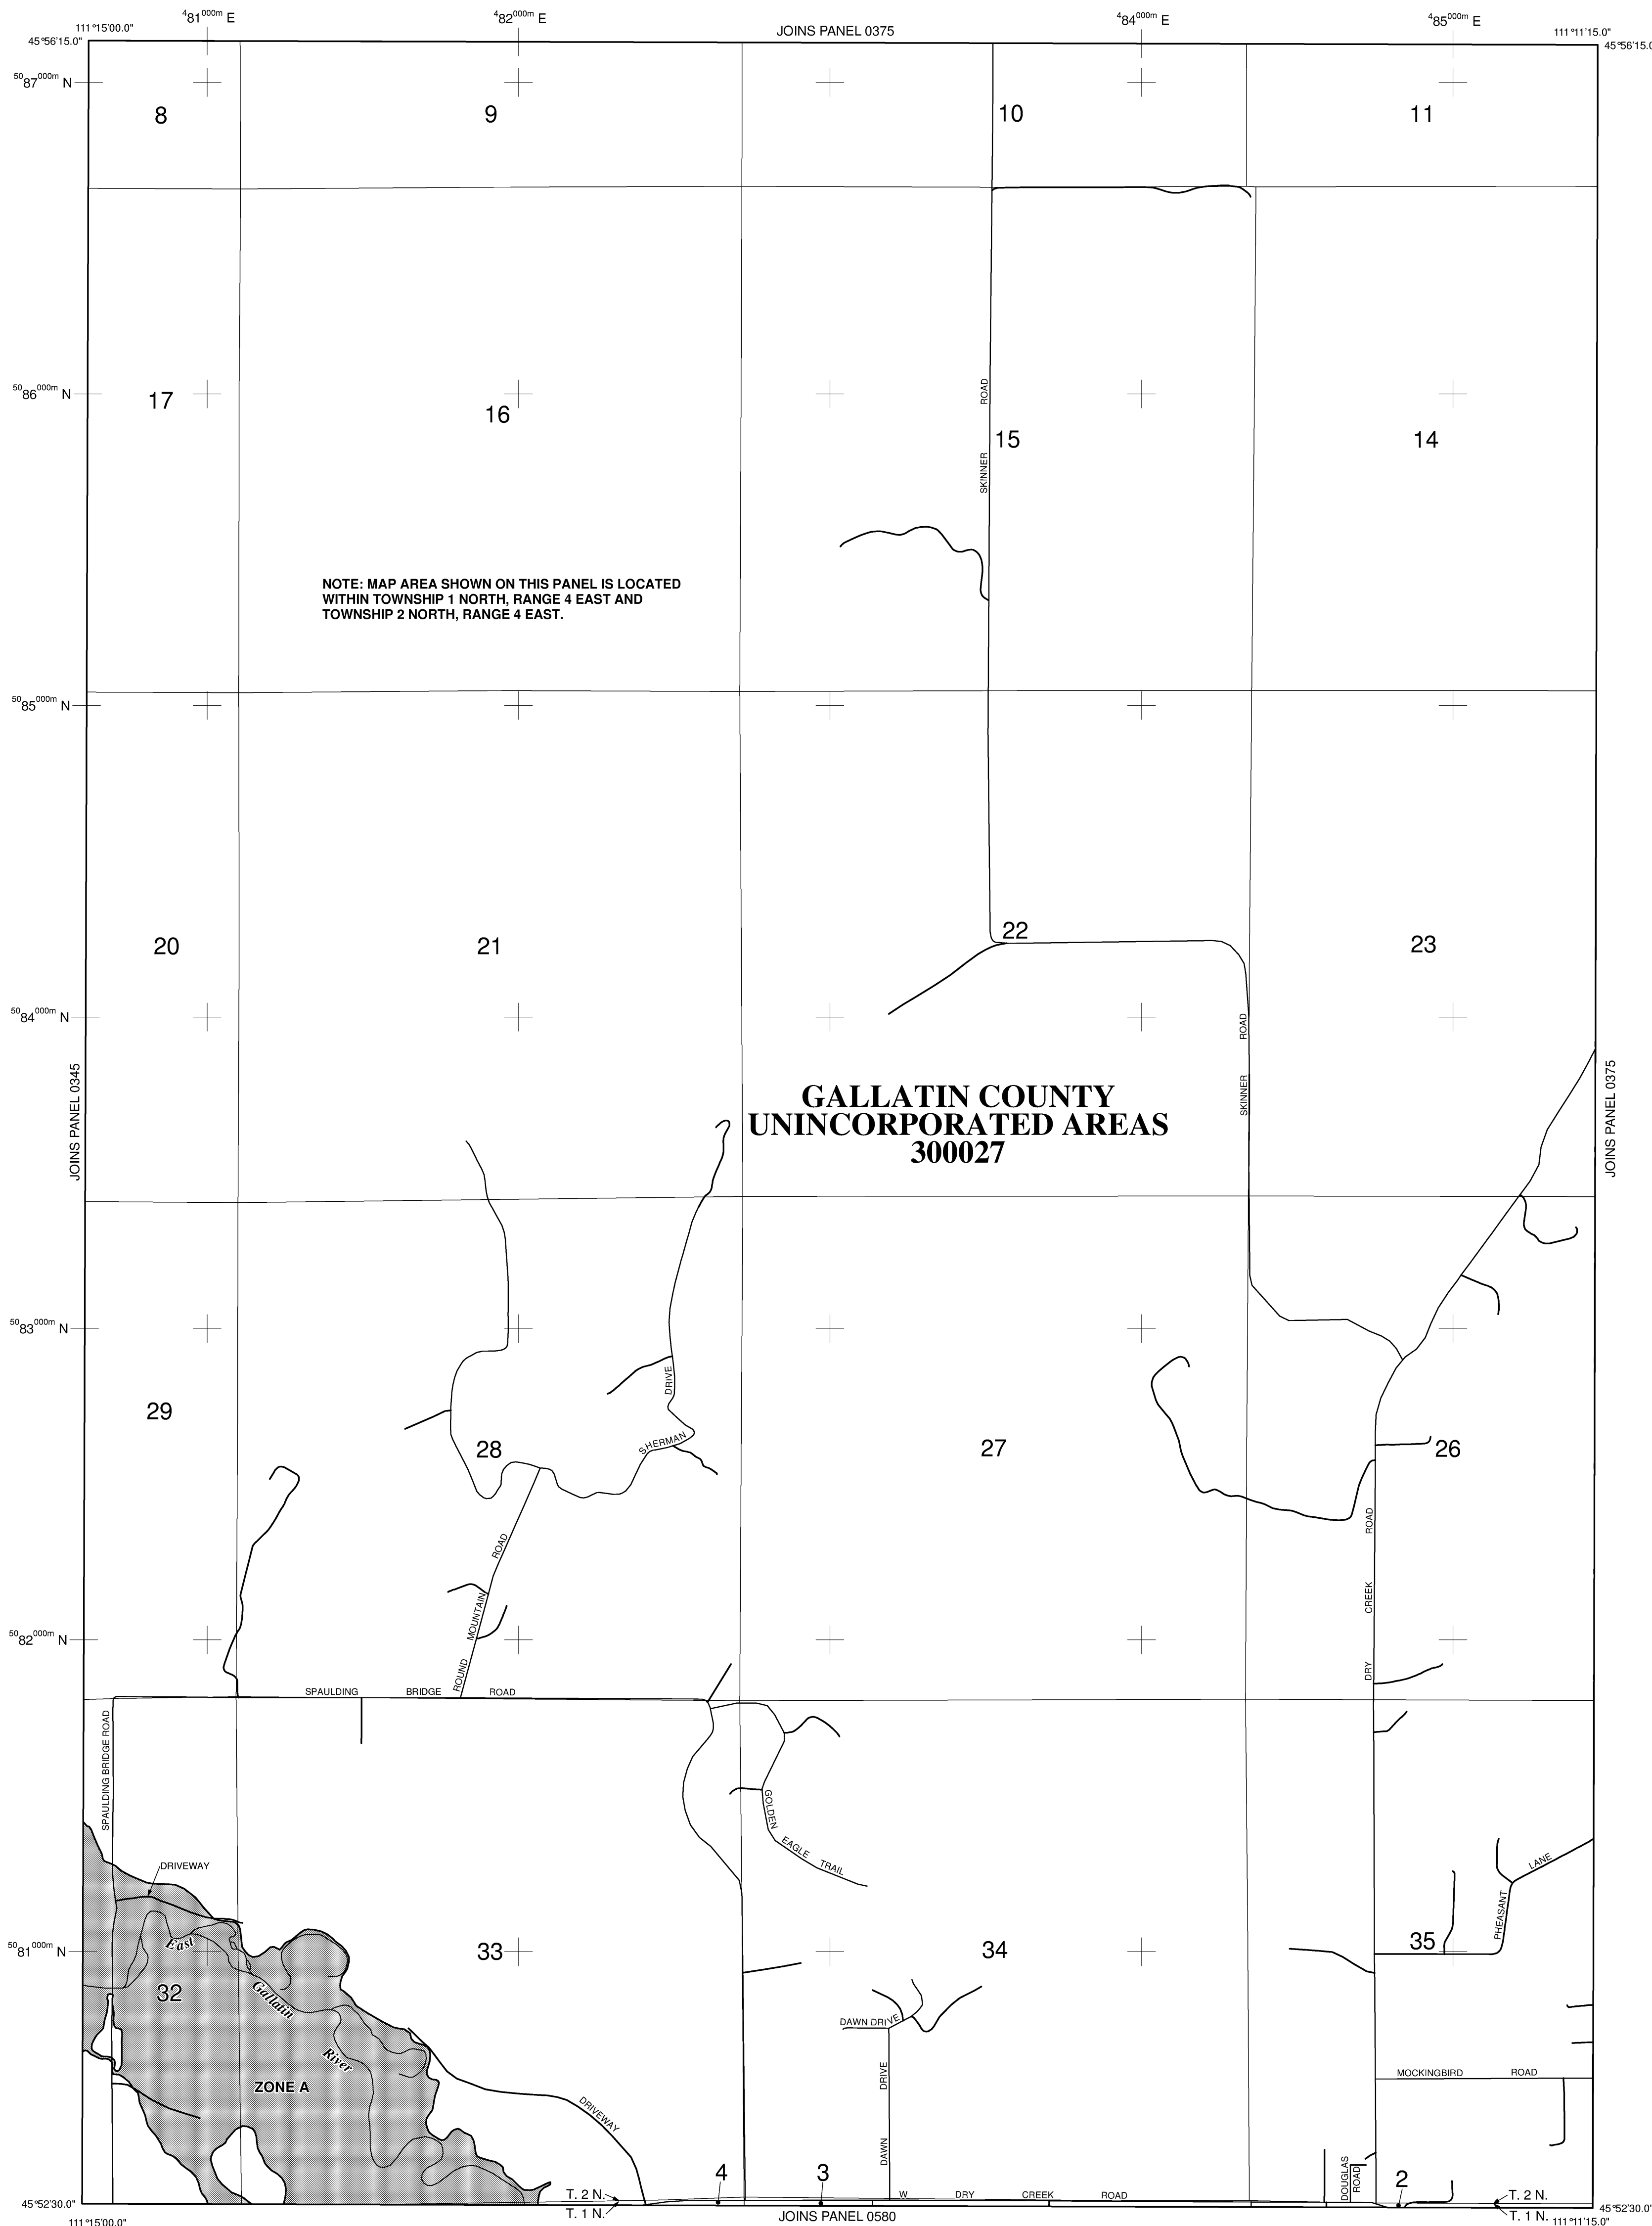 481000m E
482000m E
484000m E
485000m E
111°15'00.0"
JOINS PANEL 0375
111°11'15.0"
45°56'15.0"
45°56'15.0
5087000m N
8
9
10
11
5086000m N
17
16
ROAD
15
14
SKINNER
NOTE: MAP AREA SHOWN ON THIS PANEL IS LOCATED
WITHIN TOWNSHIP 1 NORTH, RANGE 4 EAST AND
TOWNSHIP 2 NORTH, RANGE 4 EAST.
5085000m N
20
21
22
23
5084000m N
ROAD
SKINNER
JOINS PANEL 0345
JOINS PANEL 0375
GALLATIN COUNTY
UNINCORPORATED AREAS
300027
5083000m N
DRIVE
SHERMAN
29
28
27
26
ROAD
MOUNTAIN
ROUND
ROAD
CREEK
DRY
5082000m N
SPAULDING BRIDGE ROAD
SPAULDING BRIDGE ROAD
GOLDEN
EAGLE
TRAIL
DRIVEWAY
LANE
PHEASANT
5081000m N
East
Gallatin
River
32
33
34
35
DAWN DRIVE
DRIVE
DAWN
ZONE A
DRIVEWAY
MOCKINGBIRD ROAD
DOUGLAS
ROAD
4
3
2
W DRY CREEK ROAD
T. 2 N.
T. 1 N.
T. 2 N.
T. 1 N.
45°52'30.0"
45°52'30.0
111°15'00.0"
JOINS PANEL 0580
111°11'15.0"